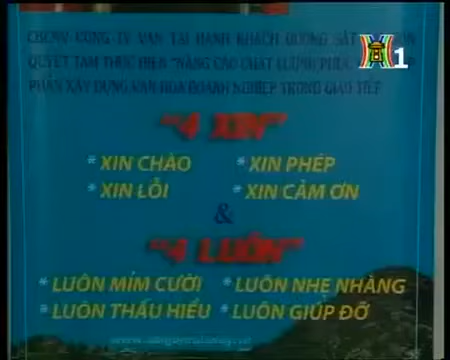 CBCNV CÔNG TY VẬN TẢI HÀNH KHÁCH ĐƯỜNG SẮT
QUYẾT TÂM THỰC HIỆN "NÂNG CAO CHẤT LƯỢNG PHỤC
PHẦN XÂY DỰNG VĂN HÓA DOANH NGHIỆP TRONG GIAO TIẾP
1
"4 XIN"
* XIN CHÀO * XIN PHÉP
* XIN LỖI * XIN CẢM ƠN
&
"4 LUÔN"
* LUÔN MỈM CƯỜI * LUÔN NHẸ NHÀNG
* LUÔN THẤU HIỂU * LUÔN GIÚP ĐỠ